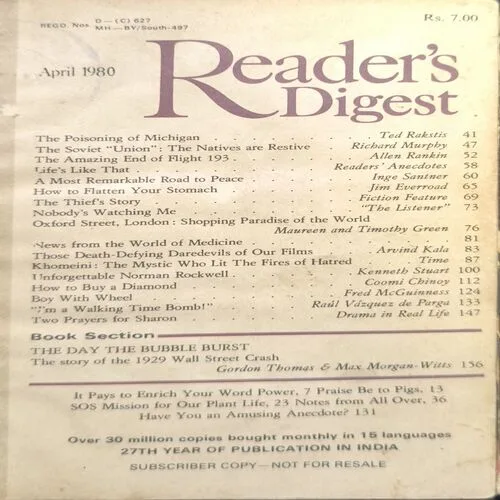 REGD. Nos D—(C) 627
MH—BY/South-497
Rs. 7.00
April 1980
Reader's
Digest
The Poisoning of Michigan . . . . . . . . . Ted Rakstis 41
The Soviet "Union": The Natives are Restive . Richard Murphy 47
The Amazing End of Flight 193 . . . . . . . Allen Rankin 52
Life's Like That . . . . . . . . . . Readers' Anecdotes 58
A Most Remarkable Road to Peace . . . . . . Inge Santner 60
How to Flatten Your Stomach . . . . . . . Jim Everroad 65
The Thief's Story . . . . . . . . . . Fiction Feature 69
Nobody's Watching Me . . . . . . . . . "The Listener" 73
Oxford Street, London: Shopping Paradise of the World
Maureen and Timothy Green 76
News from the World of Medicine . . . . . . . 81
Those Death-Defying Daredevils of Our Films . Arvind Kala 83
Khomeini: The Mystic Who Lit The Fires of Hatred Time 87
Unforgettable Norman Rockwell . . . . . . Kenneth Stuart 100
How to Buy a Diamond . . . . . . . . . Coomi Chinoy 112
Boy With Wheel . . . . . . . . . . Fred McGuinness 124
"I'm a Walking Time Bomb!" . . . . . Raúl Vázquez de Parga 133
Two Prayers for Sharon . . . . . . . Drama in Real Life 147
Book Section
THE DAY THE BUBBLE BURST
The story of the 1929 Wall Street Crash
Gordon Thomas & Max Morgan-Witts 156
It Pays to Enrich Your Word Power, 7 Praise Be to Pigs, 13
SOS Mission for Our Plant Life, 23 Notes from All Over, 36
Have You an Amusing Anecdote? 131
Over 30 million copies bought monthly in 15 languages
27TH YEAR OF PUBLICATION IN INDIA
SUBSCRIBER COPY—NOT FOR RESALE